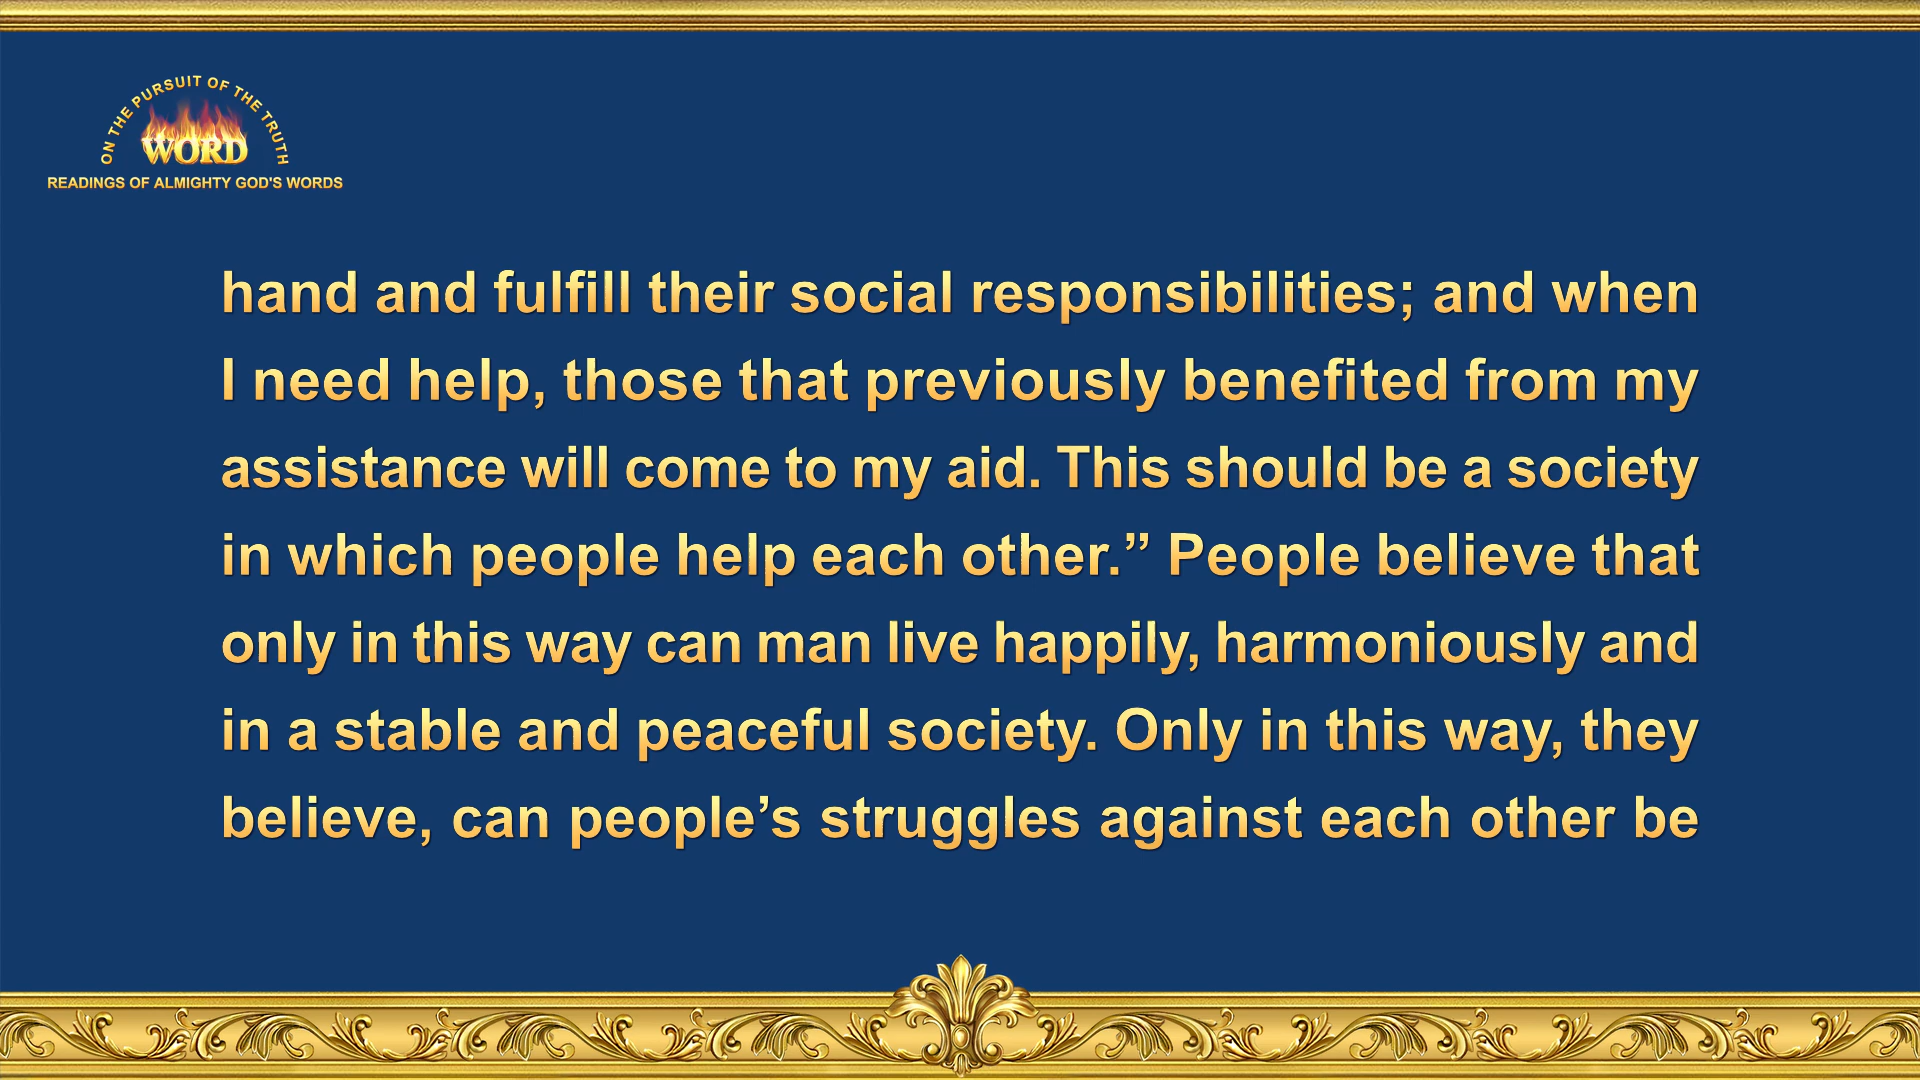 ON THE PURSUIT OF THE TRUTH
WORD
READINGS OF ALMIGHTY GOD'S WORDS
hand and fulfill their social responsibilities; and when
I need help, those that previously benefited from my
assistance will come to my aid. This should be a society
in which people help each other.” People believe that
only in this way can man live happily, harmoniously and
in a stable and peaceful society. Only in this way, they
believe, can people’s struggles against each other be